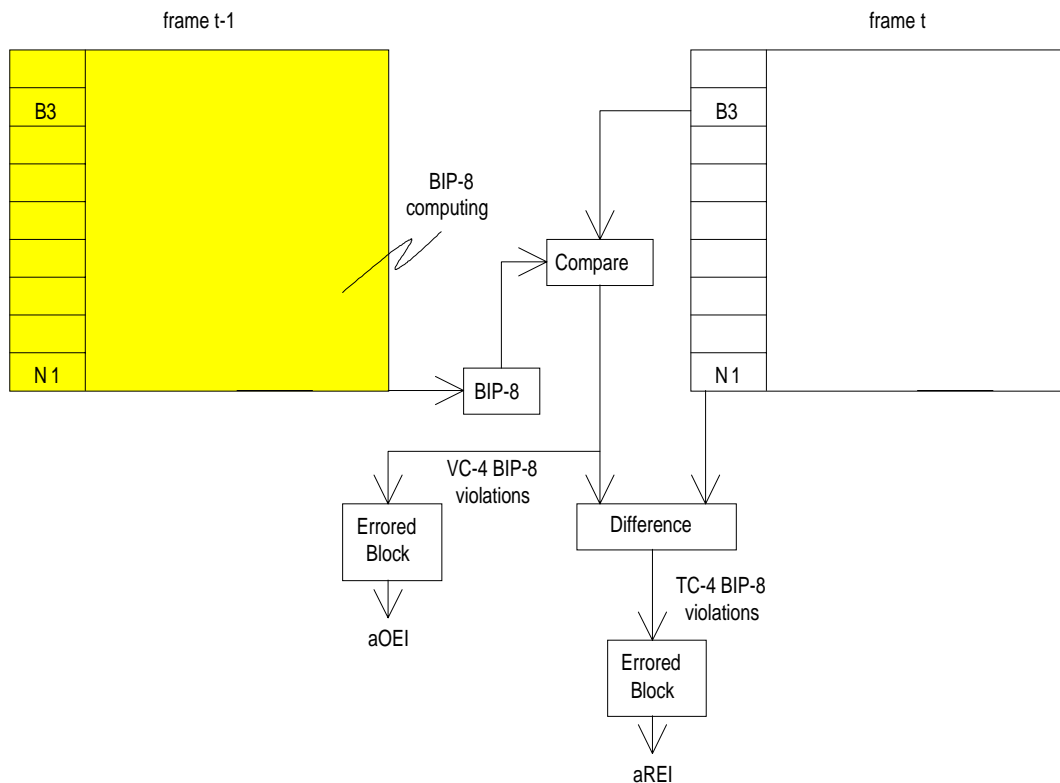 frame t-1
frame t
B3
B3
BIP-8
computing
Compare
N1
BIP-8
N1
VC-4 BIP-8
violations
Errored
Block
Difference
aOEI
TC-4 BIP-8
violations
Errored
Block
aREI